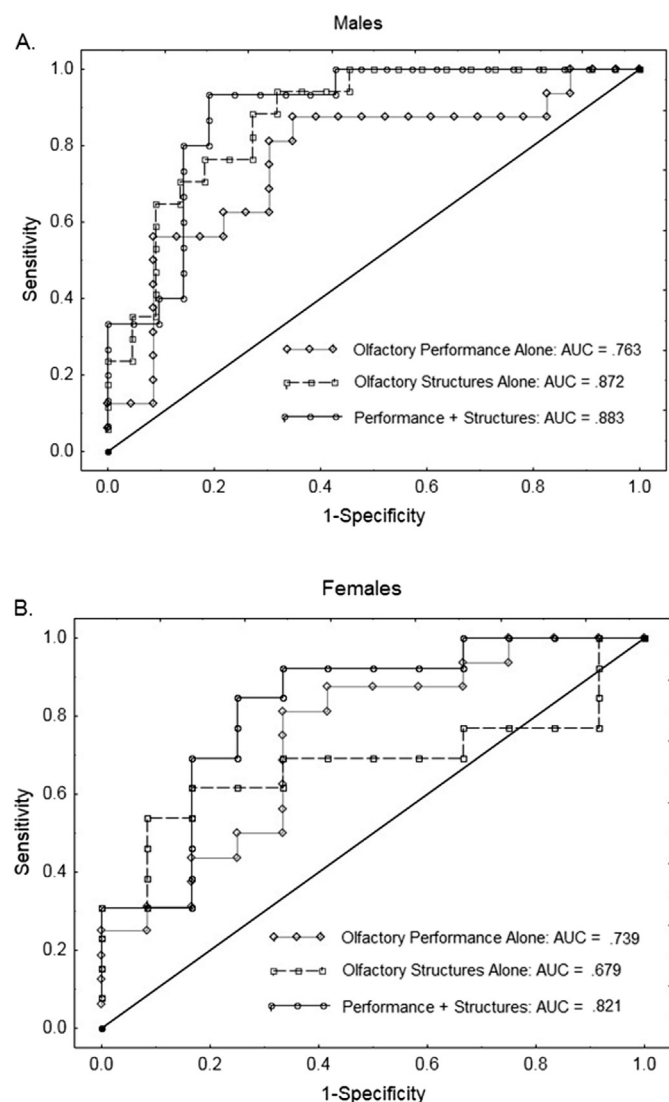 Males
A.
1.0
0.8
0.6
0.4
0.2
0.0
Sensitivity
Olfactory Performance Alone: AUC = .763
Olfactory Structures Alone: AUC = .872
Performance + Structures: AUC = .883
0.0 0.2 0.4 0.6 0.8 1.0
1-Specificity
Females
B.
1.0
0.8
0.6
0.4
0.2
0.0
Sensitivity
Olfactory Performance Alone: AUC = .739
Olfactory Structures Alone: AUC = .679
Performance + Structures: AUC = .821
0.0 0.2 0.4 0.6 0.8 1.0
1-Specificity